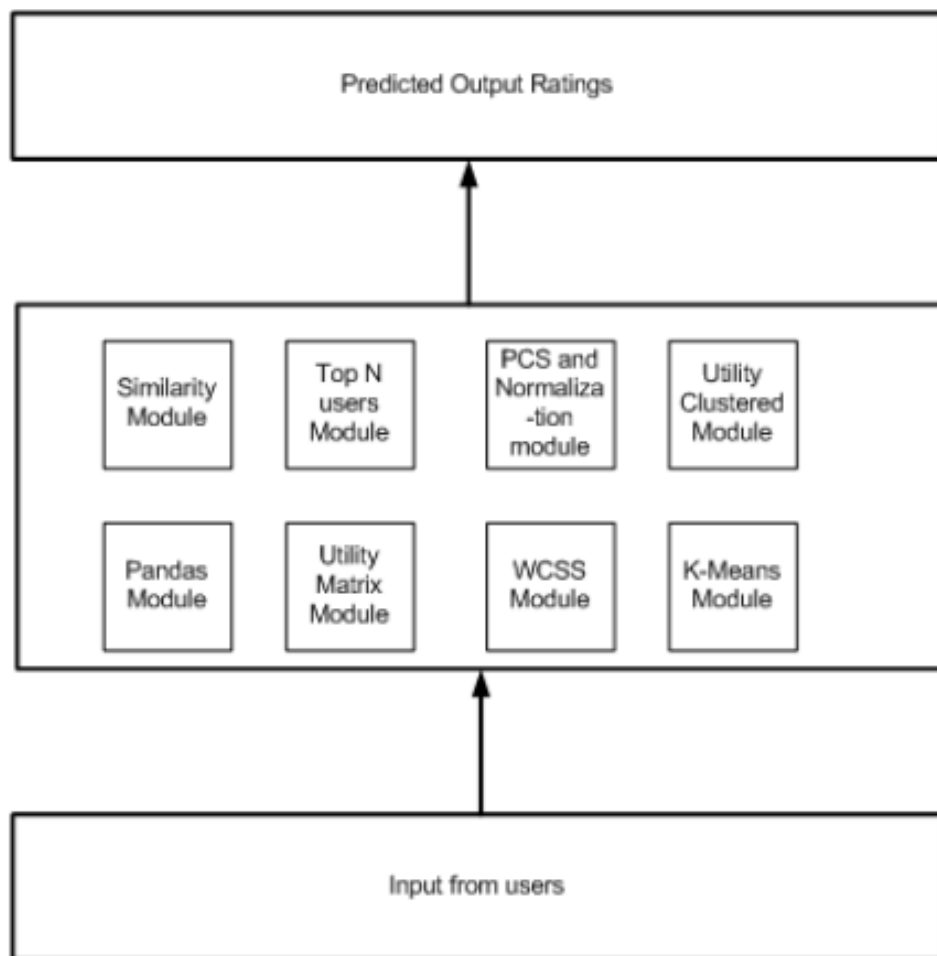 Predicted Output Ratings
Similarity
Module
Top N
users
Module
PCS and
Normaliza
-tion
module
Utility
Clustered
Module
Pandas
Module
Utility
Matrix
Module
WCSS
Module
K-Means
Module
Input from users